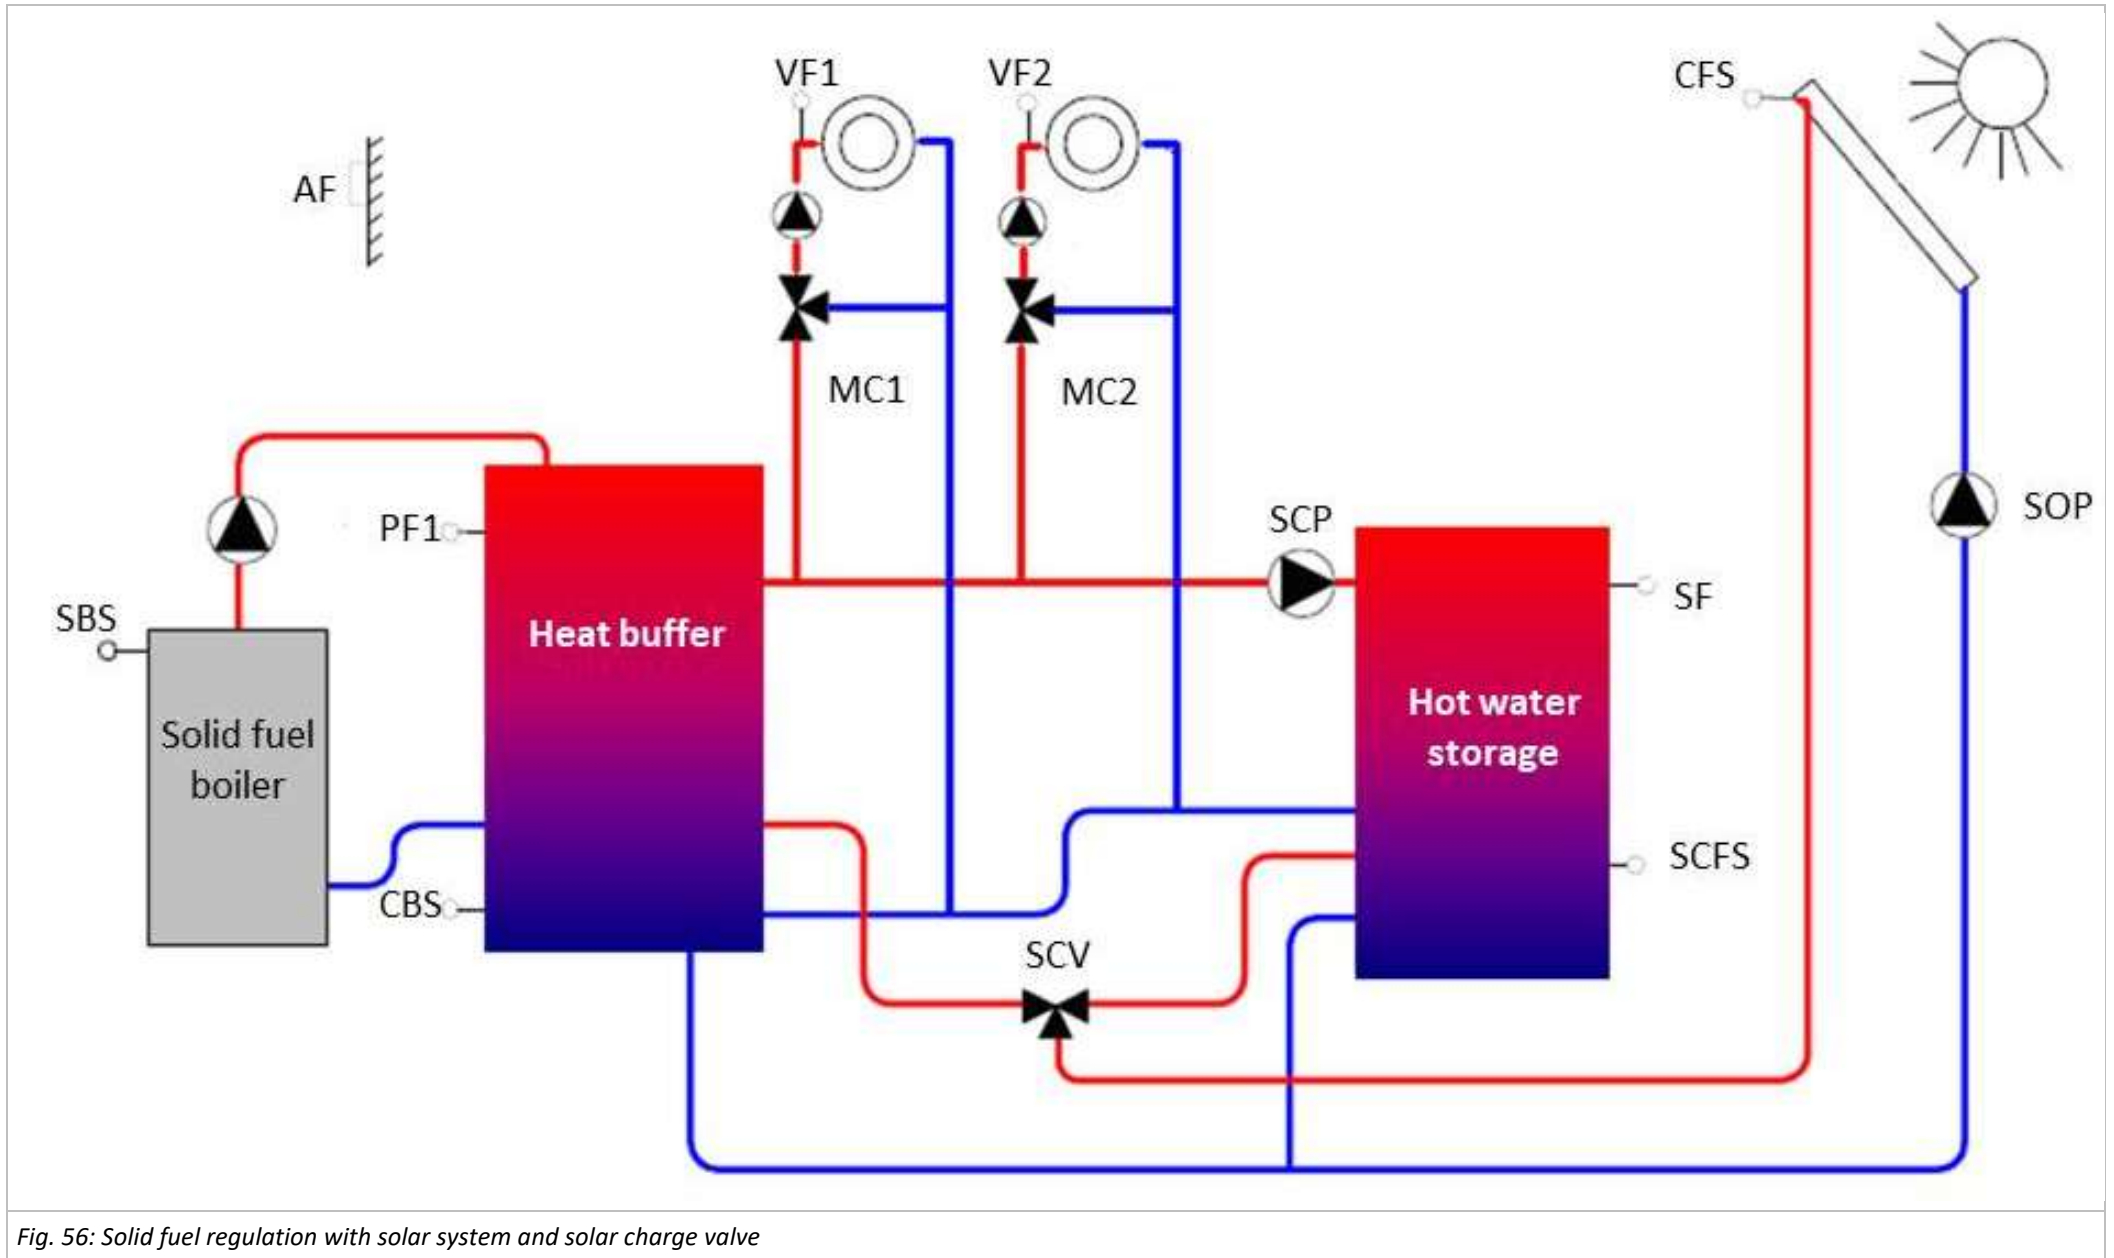 VF1
VF2
CFS
AF
MC1
MC2
SOP
PF1
SCP
SF
SBS
Heat buffer
Hot water
storage
Solid fuel
boiler
SCFS
CBS
SCV
Fig. 56: Solid fuel regulation with solar system and solar charge valve